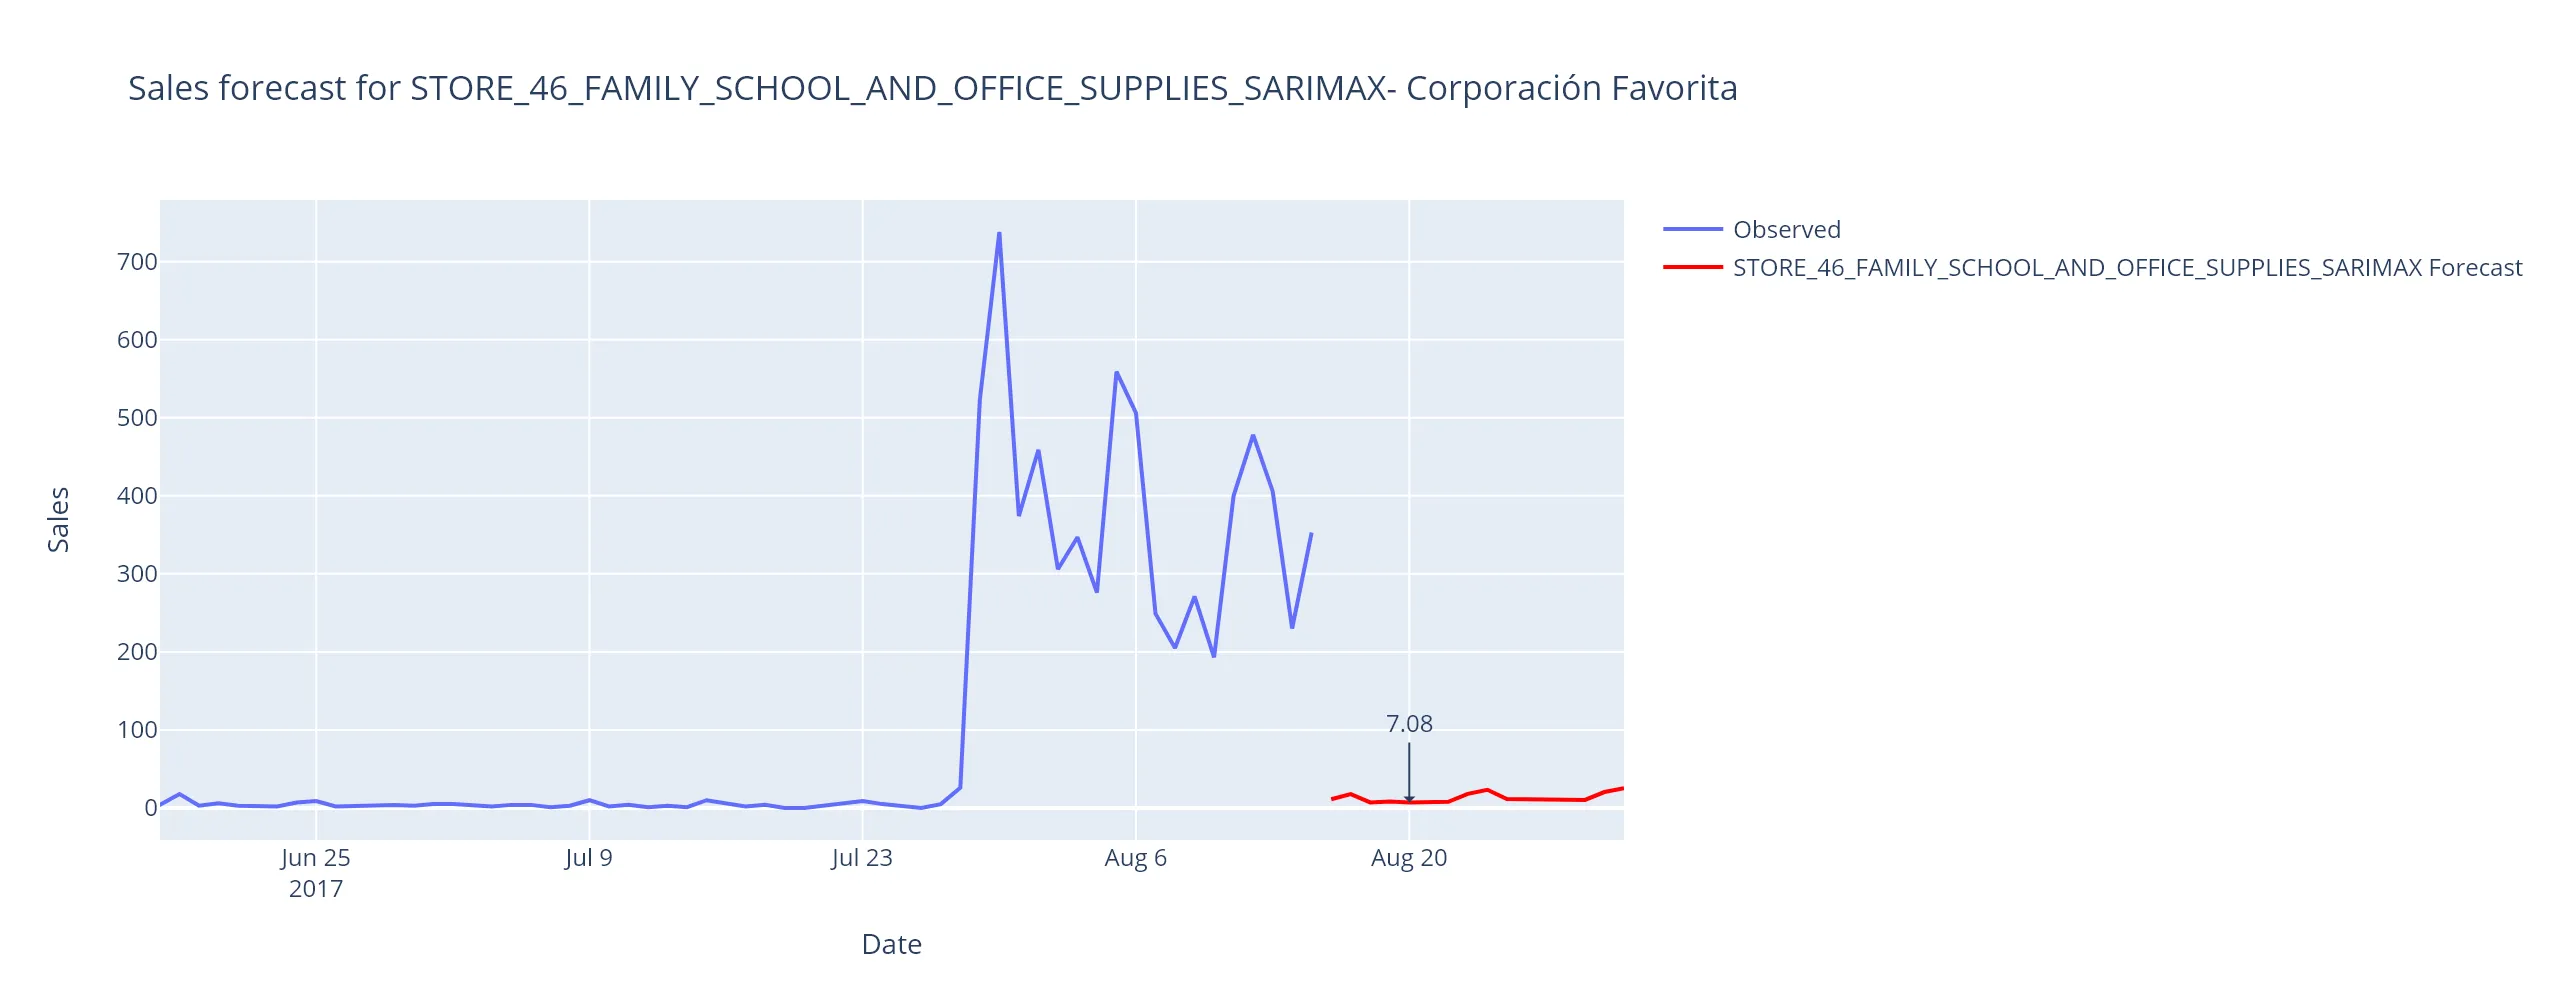 Sales forecast for STORE_46_FAMILY_SCHOOL_AND_OFFICE_SUPPLIES_SARIMAX- Corporación Favorita
Observed
STORE_46_FAMILY_SCHOOL_AND_OFFICE_SUPPLIES_SARIMAX Forecast
700
600
500
400
300
200
100
0
Sales
7.08
Jun 25 Jul 9 Jul 23 Aug 6 Aug 20
2017
Date